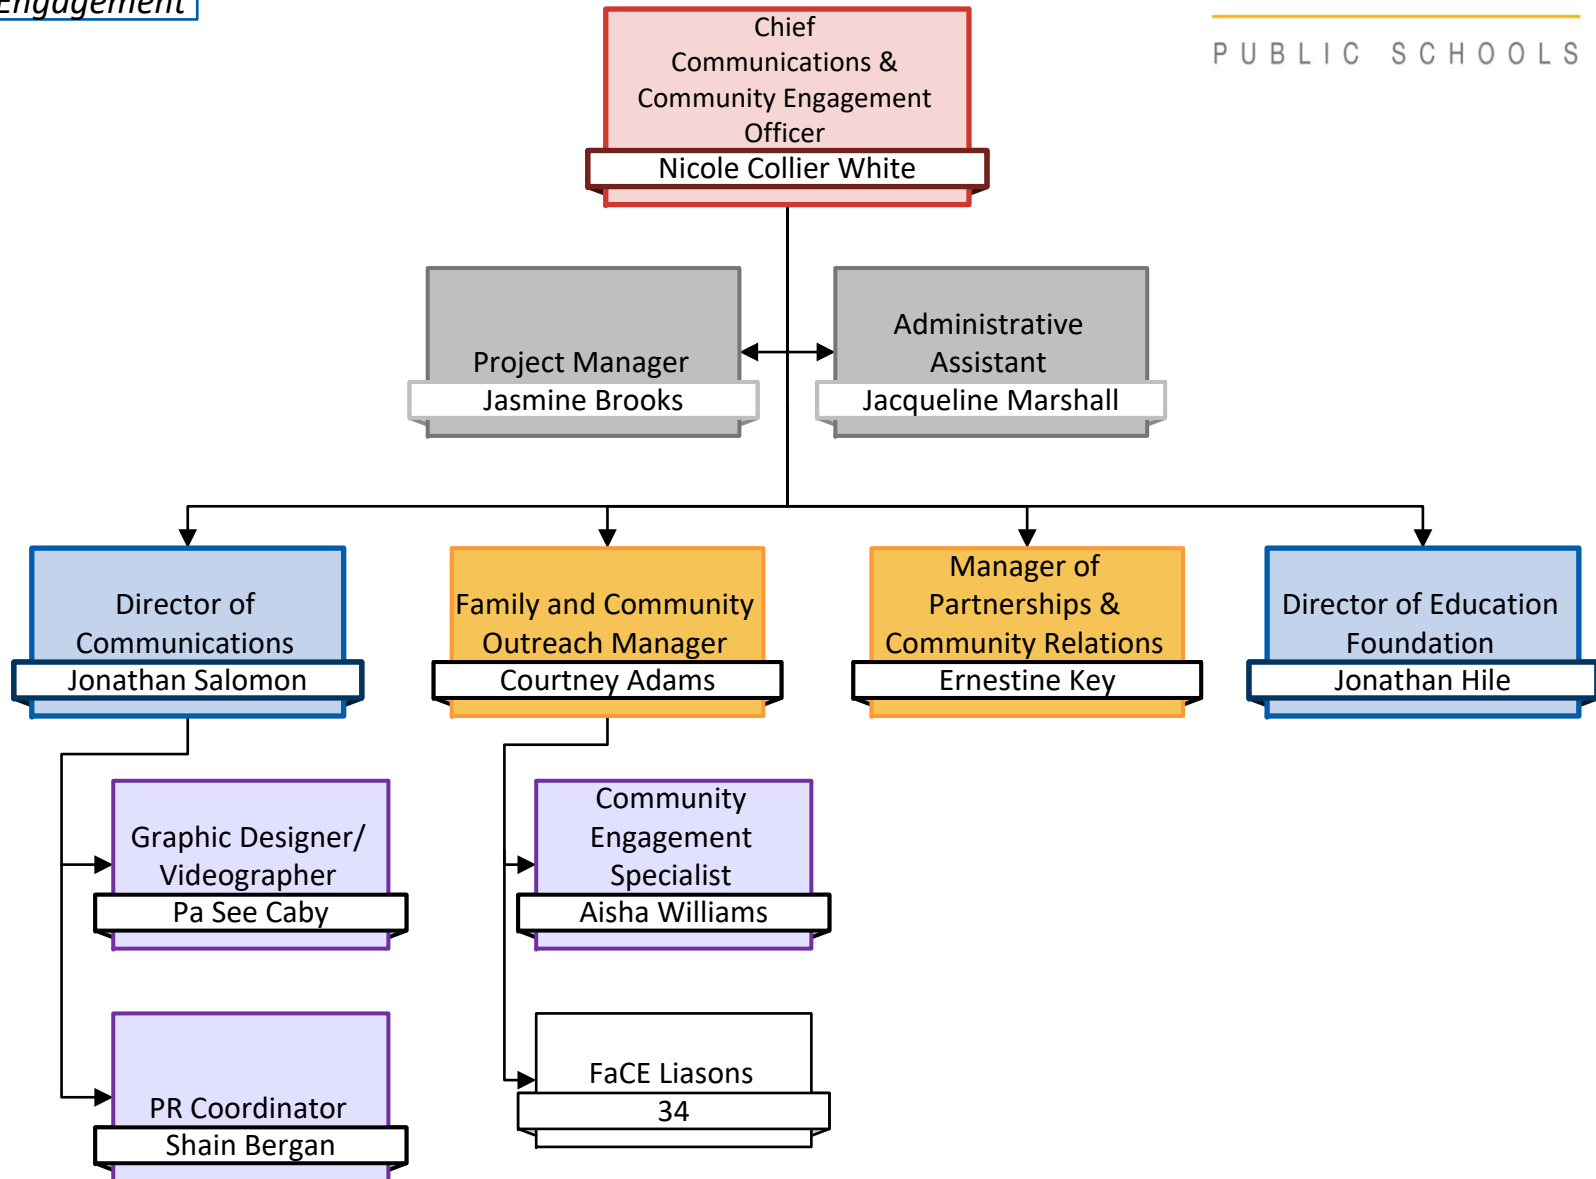 Engagement
PUBLIC SCHOOLS
Chief
Communications &
Community Engagement
Officer
Nicole Collier White
Project Manager
Jasmine Brooks
Administrative
Assistant
Jacqueline Marshall
Director of
Communications
Jonathan Salomon
Family and Community
Outreach Manager
Courtney Adams
Manager of
Partnerships &
Community Relations
Ernestine Key
Director of Education
Foundation
Jonathan Hile
Graphic Designer/
Videographer
Pa See Caby
Community
Engagement
Specialist
Aisha Williams
PR Coordinator
Shain Bergan
FaCE Liasons
34